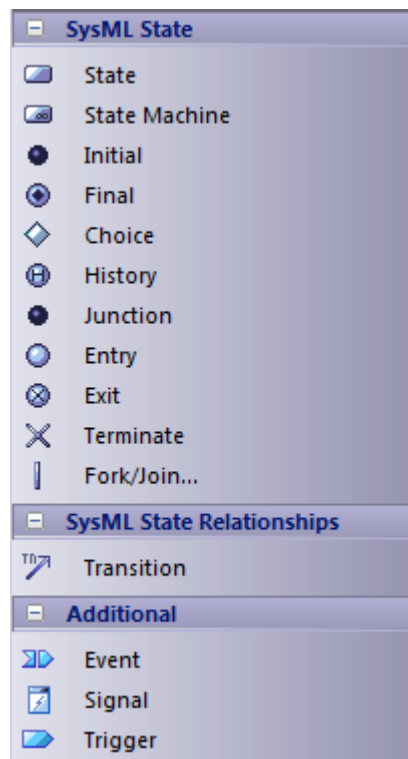 SysML State
State
State Machine
Initial
Final
Choice
H History
Junction
Entry
Exit
Terminate
Fork/Join...
SysML State Relationships
Transition
Additional
Event
Signal
Trigger